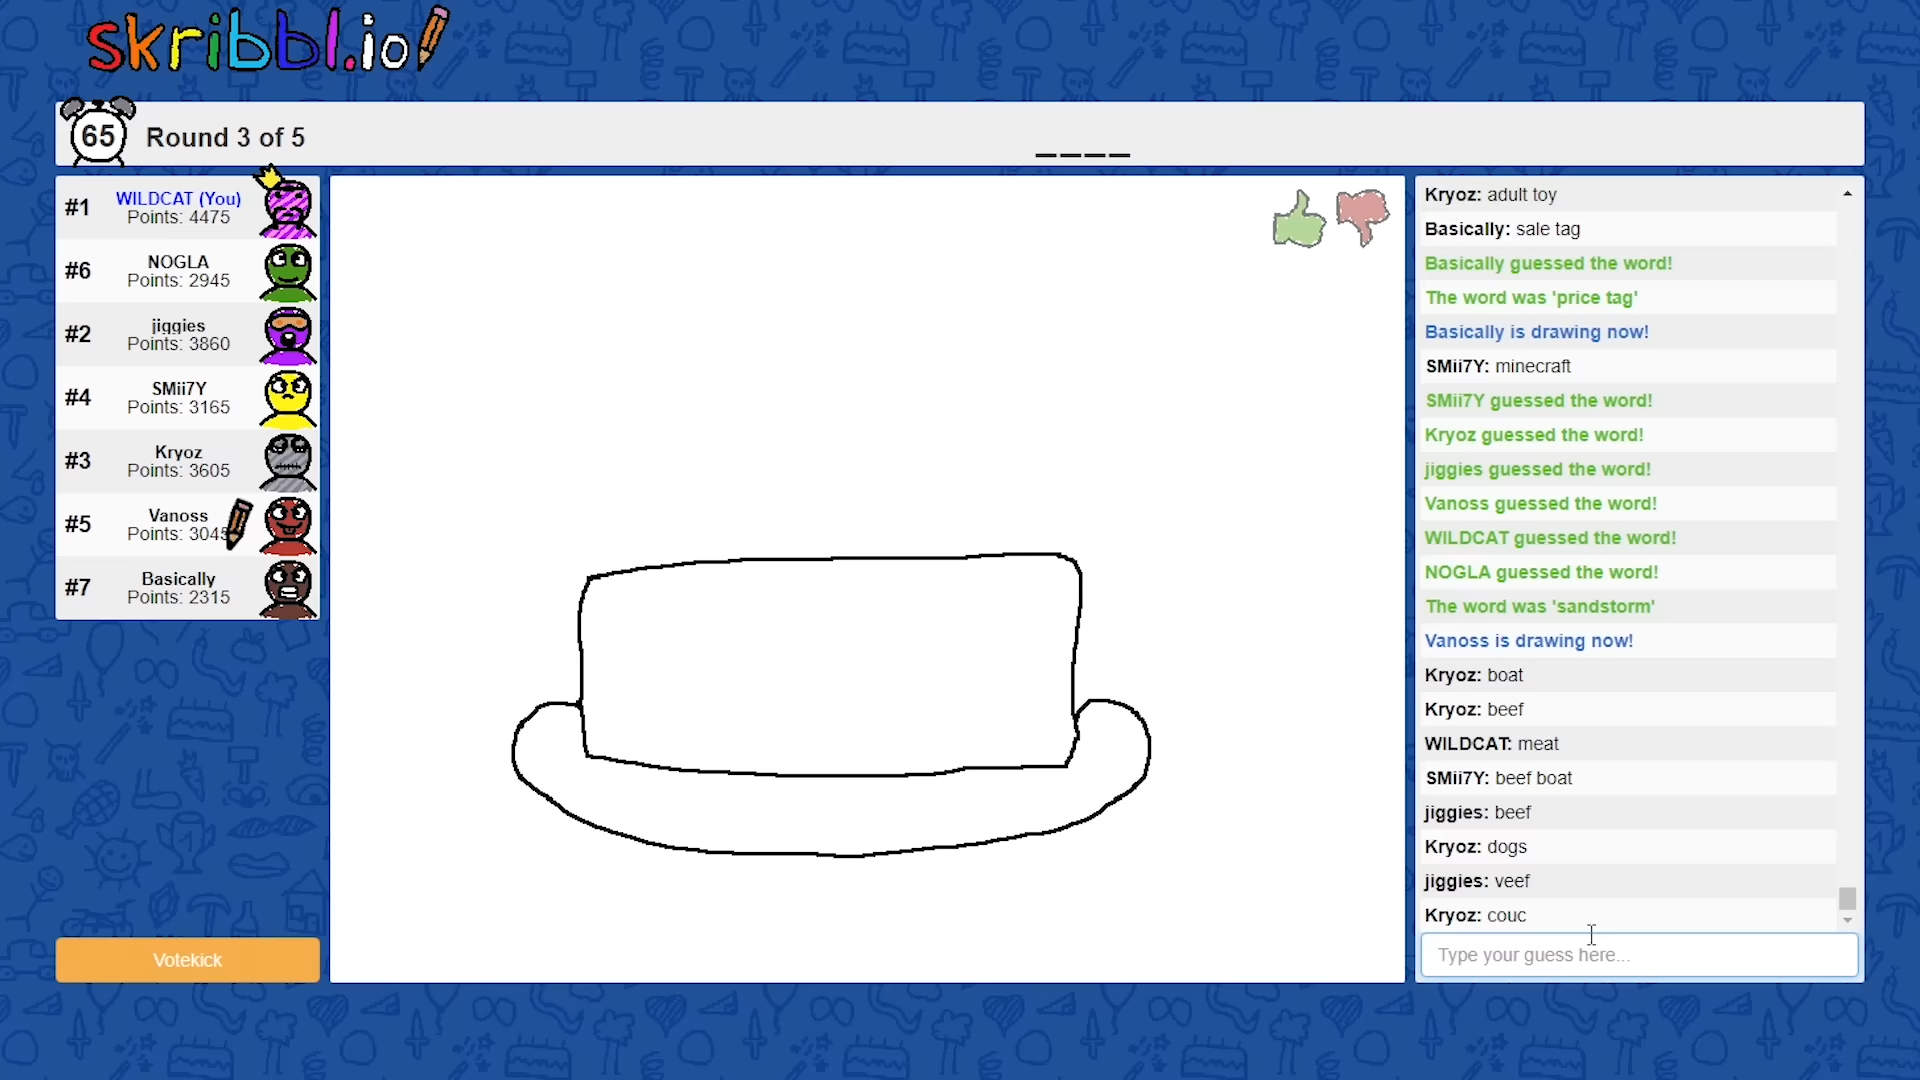 skribbl.io
65
Round 3 of 5
____
#1 WILDCAT (You)
Points: 4475
#6 NOGLA
Points: 2945
#2 jiggies
Points: 3860
#4 SMii7Y
Points: 3165
#3 Kryoz
Points: 3605
#5 Vanoss
Points: 3045
#7 Basically
Points: 2315
Votekick
Kryoz: adult toy
Basically: sale tag
Basically guessed the word!
The word was 'price tag'
Basically is drawing now!
SMii7Y: minecraft
SMii7Y guessed the word!
Kryoz guessed the word!
jiggies guessed the word!
Vanoss guessed the word!
WILDCAT guessed the word!
NOGLA guessed the word!
The word was 'sandstorm'
Vanoss is drawing now!
Kryoz: boat
Kryoz: beef
WILDCAT: meat
SMii7Y: beef boat
jiggies: beef
Kryoz: dogs
jiggies: veef
Kryoz: couc
Type your guess here...